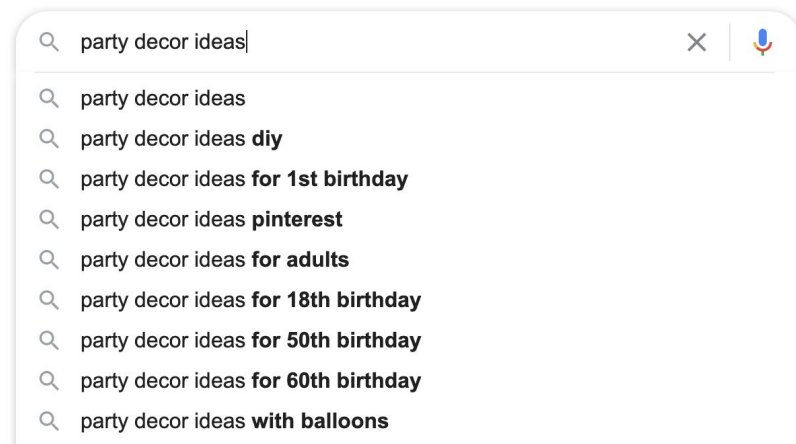 party decor ideas
party decor ideas
party decor ideas diy
party decor ideas for 1st birthday
party decor ideas pinterest
party decor ideas for adults
party decor ideas for 18th birthday
party decor ideas for 50th birthday
party decor ideas for 60th birthday
party decor ideas with balloons